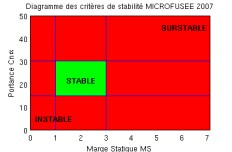 Diagramme des critères de stabilité MICROFUSEE 2007
50
SURSTABLE
40
30
STABLE
20
10
INSTABLE
0
0 1 2 3 4 5 6 7
Portance Cnα
Marge Statique MS